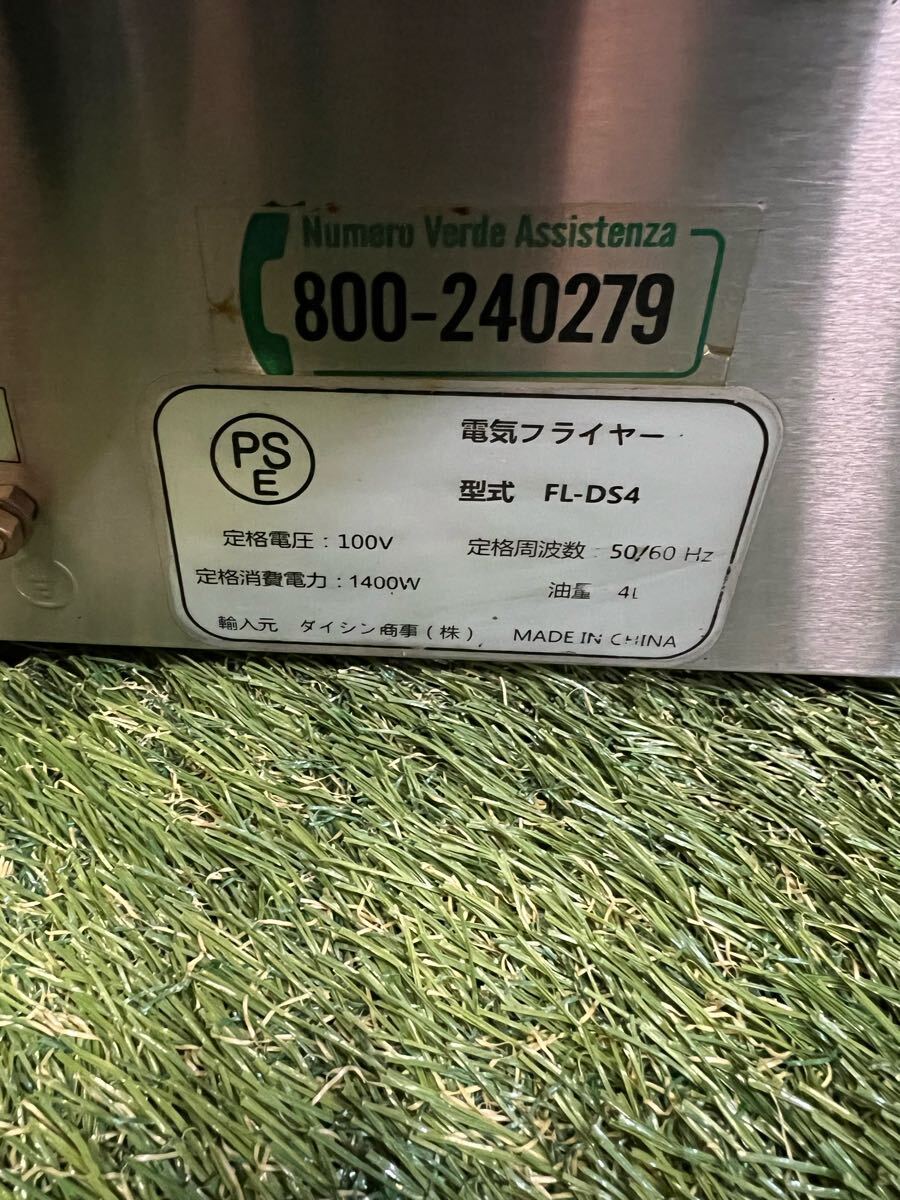 Numero Verde Assistenza
800-240279
PSE
電気フライヤー
型式 FL-DS4
定格電圧：100V
定格周波数：50/60 Hz
定格消費電力：1400W
油量 4L
輸入元 ダイシン商事（株） MADE IN CHINA